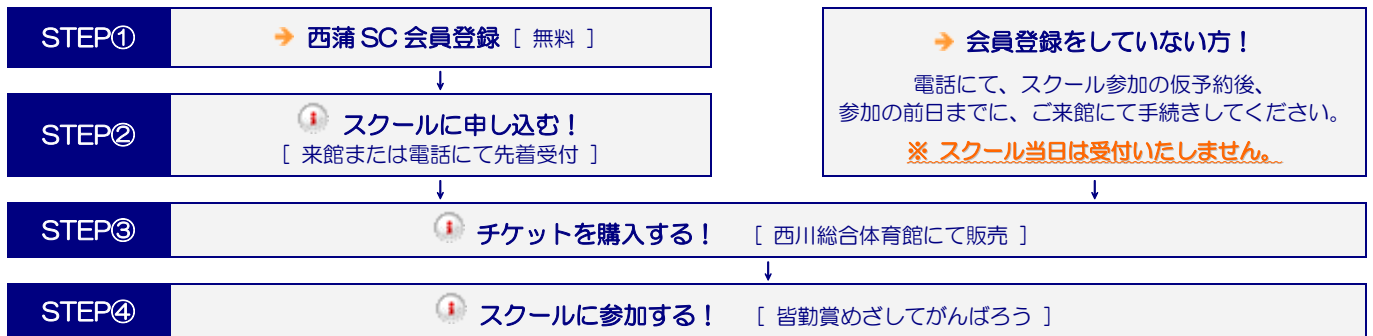 STEP①
西蒲SC会員登録 [ 無料 ]
STEP②
スクールに申し込む！
[ 来館または電話にて先着受付 ]
会員登録をしていない方！
電話にて、スクール参加の仮予約後、
参加の前日までに、ご来館にて手続きしてください。
※ スクール当日は受付いたしません。
STEP③
チケットを購入する！ [ 西川総合体育館にて販売 ]
STEP④
スクールに参加する！ [ 皆勤賞めざしてがんばろう ]